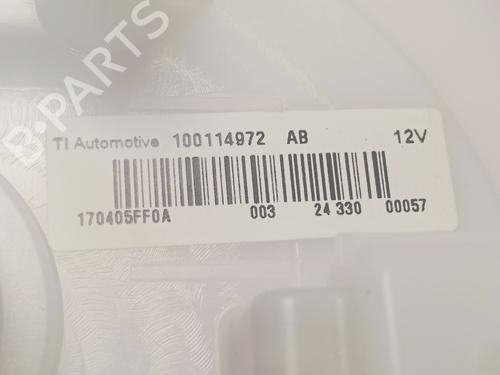 B-PARTS
TI Automotive 100114972 AB 12V
170405FF0A 003 24 330 00057